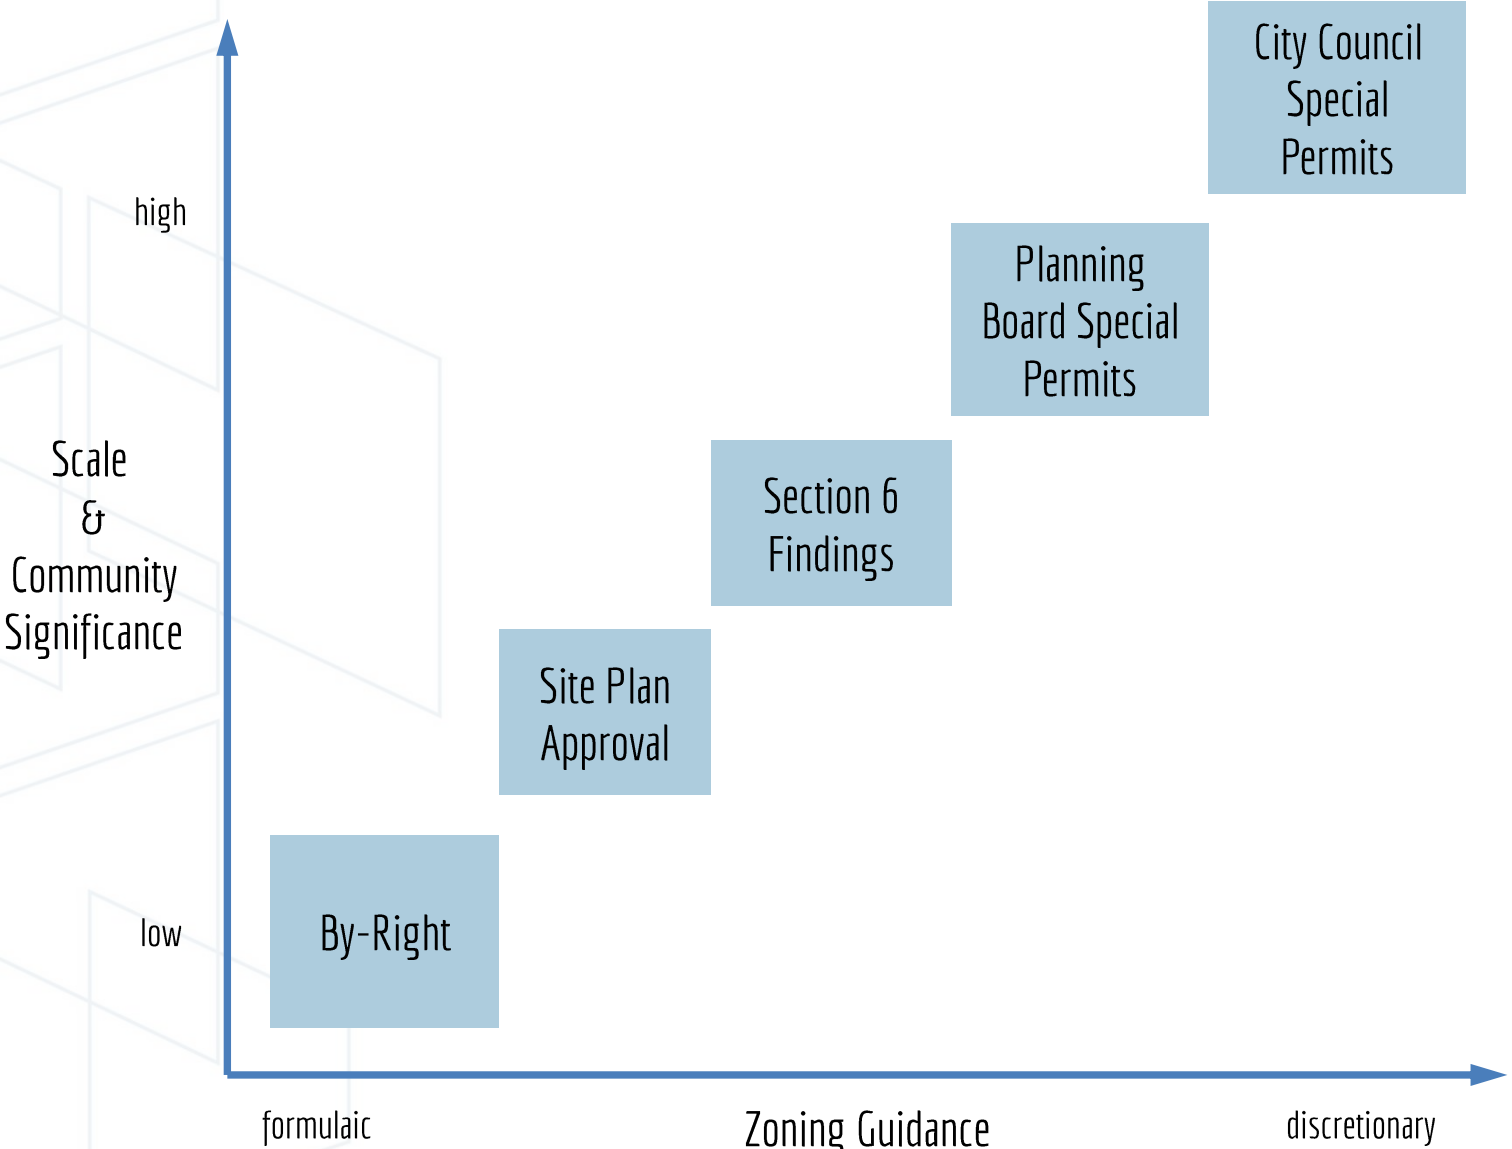 City Council
Special
Permits
high
Planning
Board Special
Permits
Scale
&
Community
Significance
Section 6
Findings
Site Plan
Approval
low
By-Right
formulaic
Zoning Guidance
discretionary